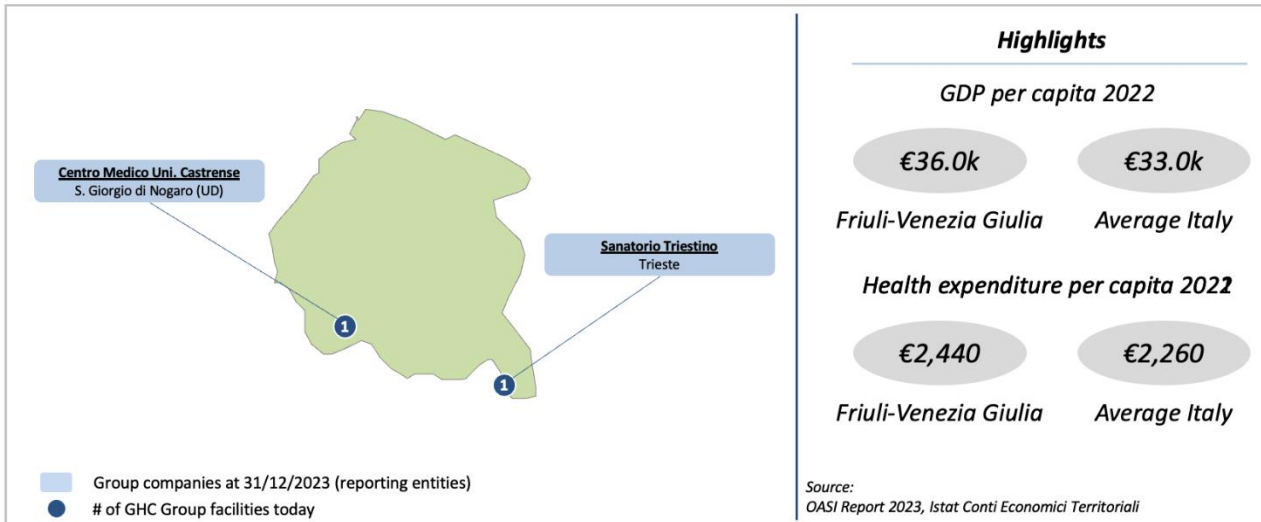 Centro Medico Uni. Castrense
S. Giorgio di Nogaro (UD)
Sanatorio Triestino
Trieste
1
1
Group companies at 31/12/2023 (reporting entities)
# of GHC Group facilities today
Highlights
GDP per capita 2022
€36.0k €33.0k
Friuli-Venezia Giulia Average Italy
Health expenditure per capita
€2,440 €2,260
Friuli-Venezia Giulia Average Italy
Source:
OASI Report 2023, Istat Conti Economici Territoriali